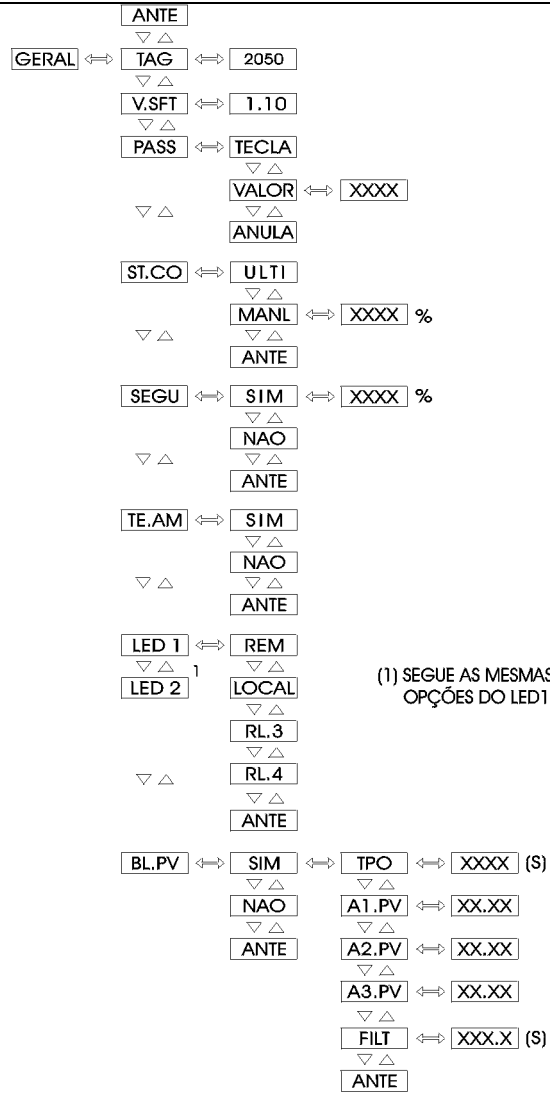 ANTE
GERAL TAG 2050
V.SFT 1.10
PASS TECLA
VALOR XXXX
ANULA
ST.CO ULTI
MANL XXXX %
ANTE
SEGU SIM XXXX %
NAO
ANTE
TE.AM SIM
NAO
ANTE
LED 1 REM
1
LED 2 LOCAL
(1) SEGUE AS MESMAS
OPÇÕES DO LED1
RL.3
RL.4
ANTE
BL.PV SIM TPO XXXX (S)
NAO A1.PV XX.XX
ANTE A2.PV XX.XX
A3.PV XX.XX
FILT XXX.X (S)
ANTE